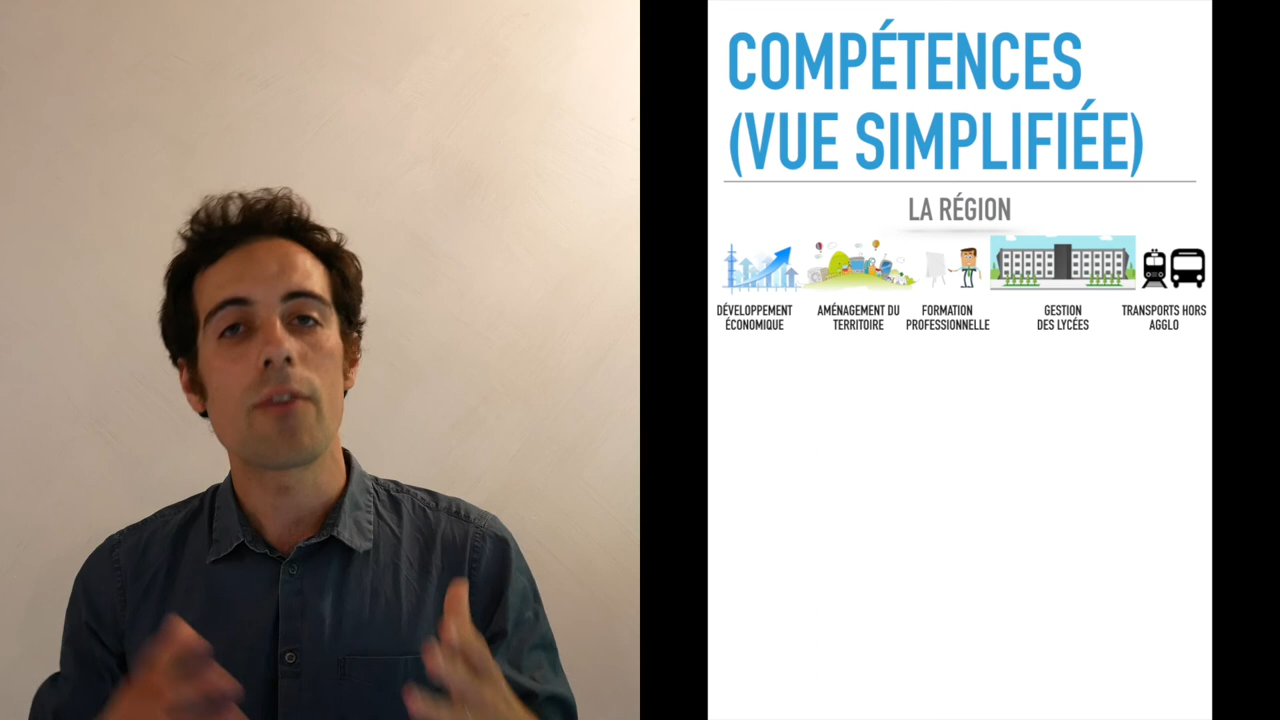 COMPÉTENCES
(VUE SIMPLIFIÉE)
LA RÉGION
DÉVELOPPEMENT
ÉCONOMIQUE
AMÉNAGEMENT DU
TERRITOIRE
FORMATION
PROFESSIONNELLE
GESTION
DES LYCÉES
TRANSPORTS HORS
AGGLO